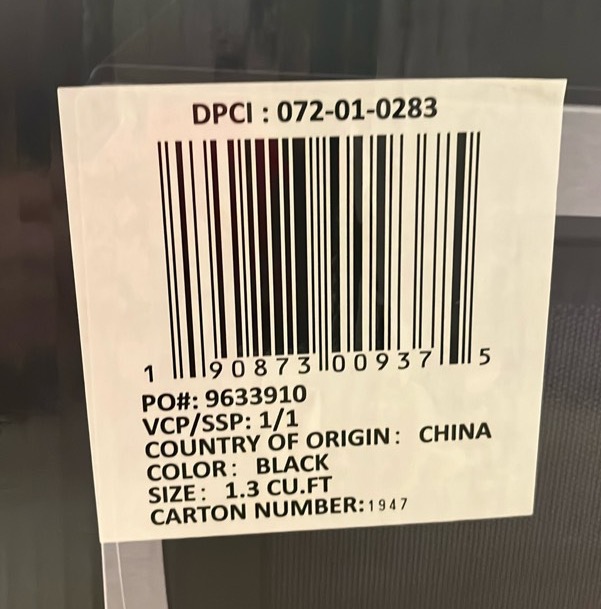 DPCI : 072-01-0283
1 90873 00937 5
PO#: 9633910
VCP/SSP: 1/1
COUNTRY OF ORIGIN : CHINA
COLOR : BLACK
SIZE : 1.3 CU.FT
CARTON NUMBER:1947